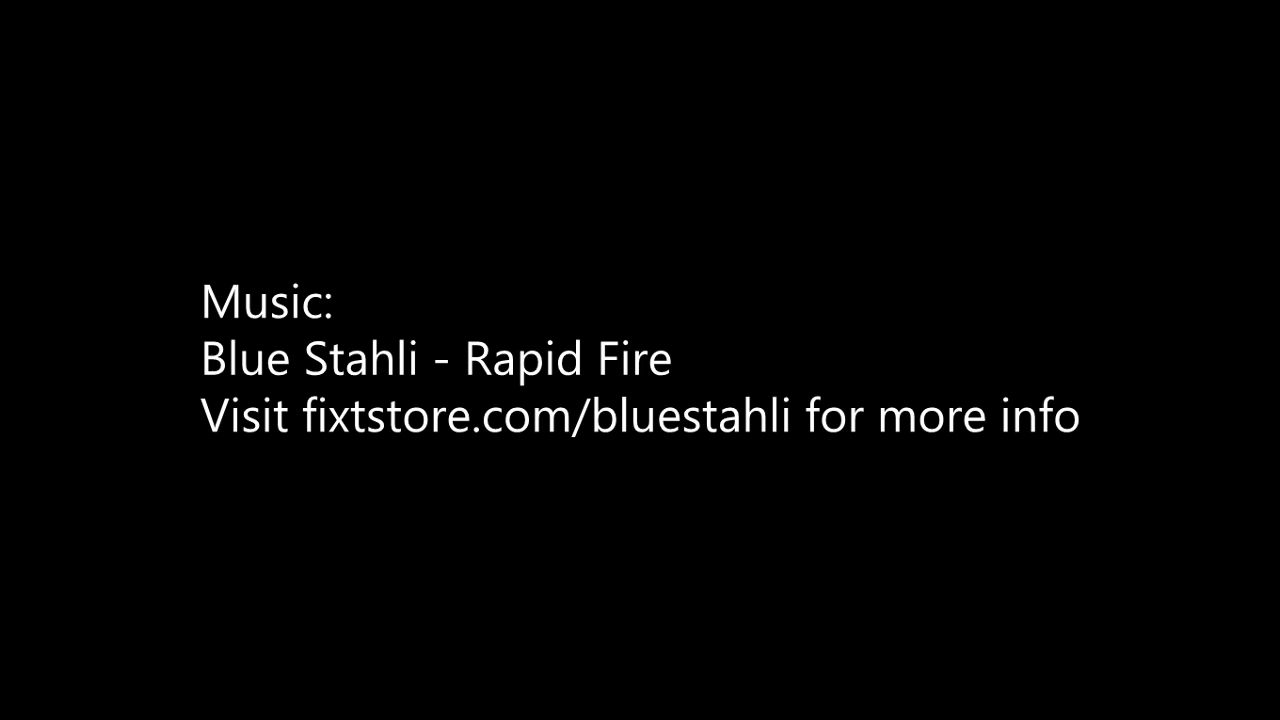 Music:
Blue Stahli - Rapid Fire
Visit fixtstore.com/bluestahli for more info